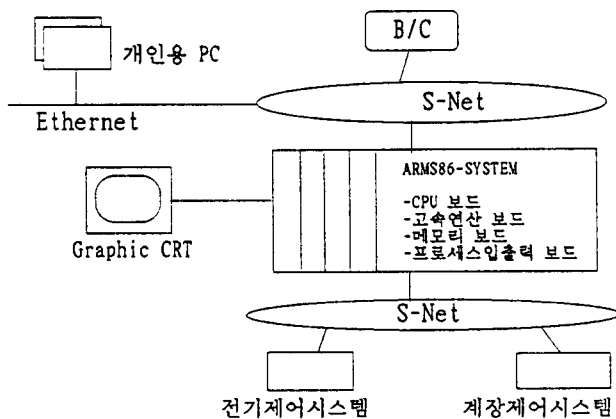 B/C
개인용 PC
S-Net
Ethernet
ARMS86-SYSTEM
-CPU 보드
-고속연산 보드
-메모리 보드
-프로세스입출력 보드
Graphic CRT
S-Net
전기제어시스템
계장제어시스템